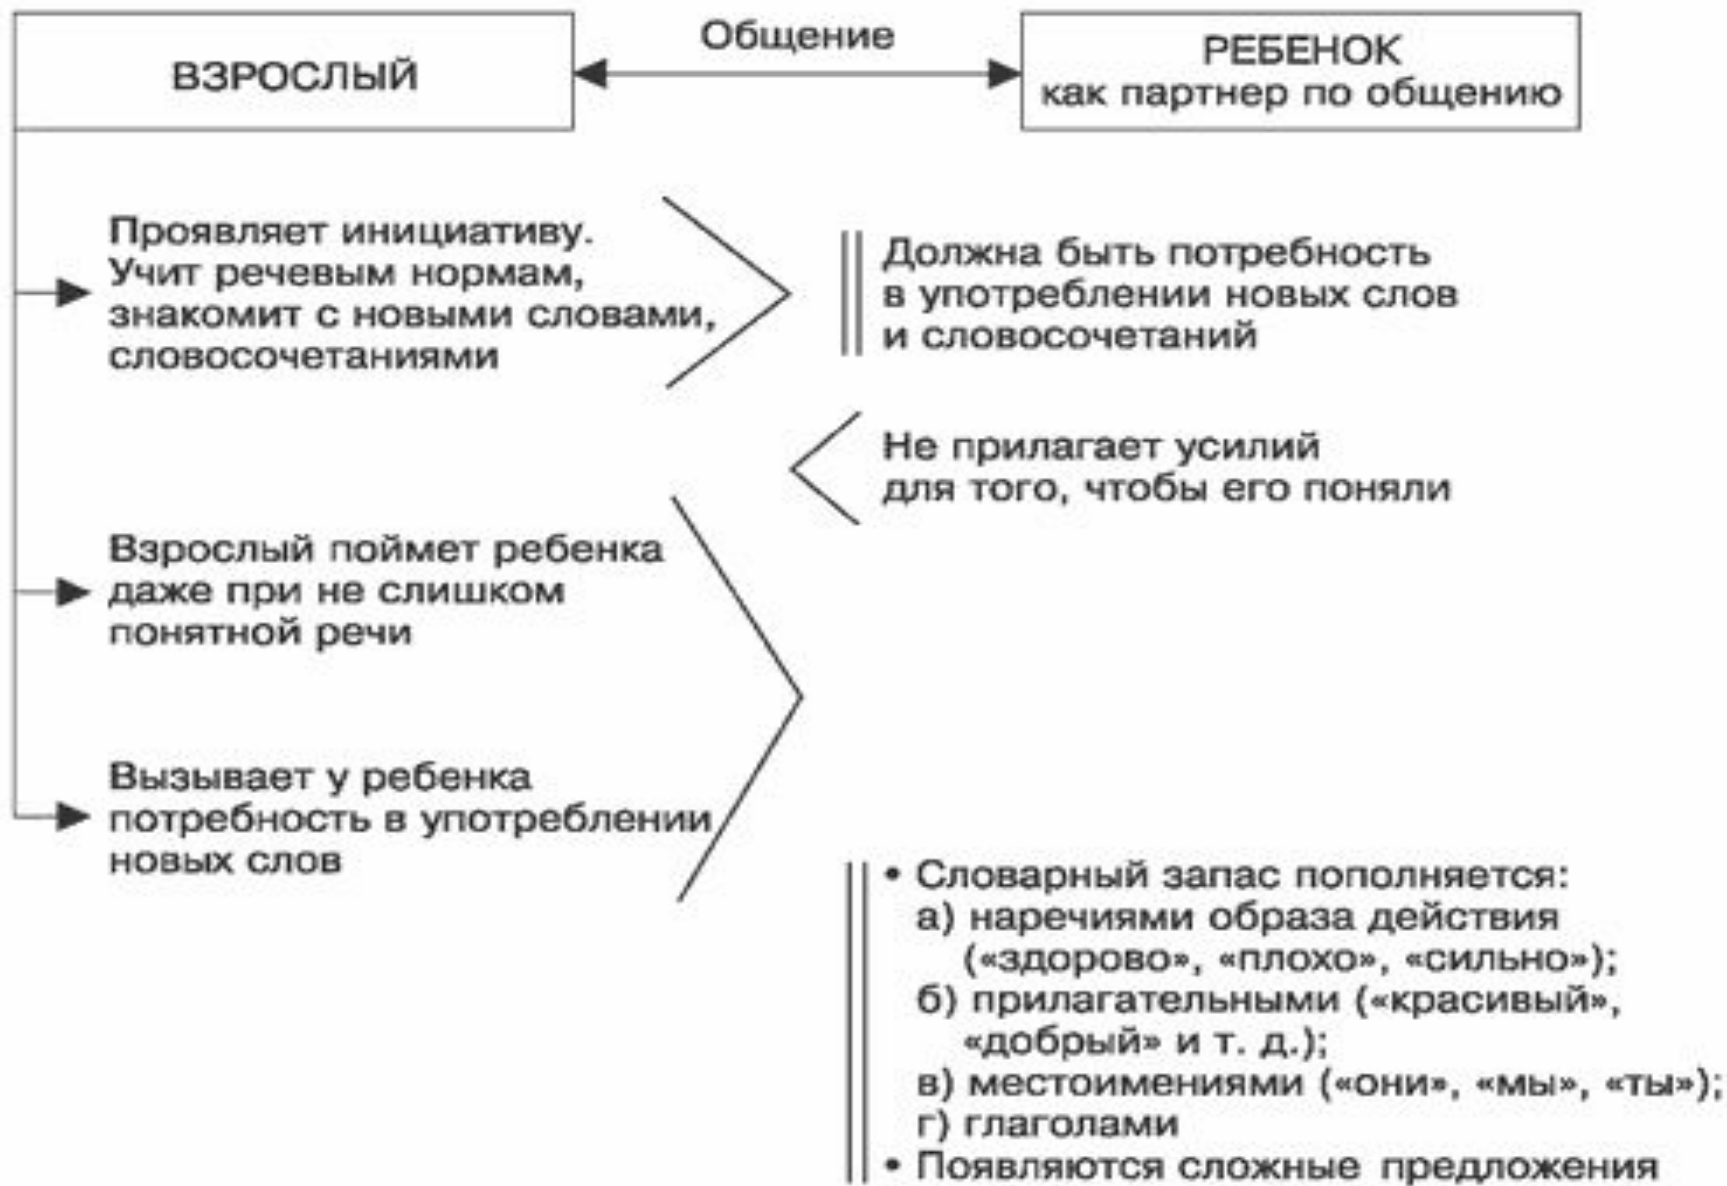 ВЗРОСЛЫЙ
Общение
РЕБЕНОК
как партнер по общению
Проявляет инициативу.
Учит речевым нормам,
знакомит с новыми словами,
словосочетаниями
Должна быть потребность
в употреблении новых слов
и словосочетаний
Не прилагает усилий
для того, чтобы его поняли
Взрослый поймет ребенка
даже при не слишком
понятной речи
Вызывает у ребенка
потребность в употреблении
новых слов
• Словарный запас пополняется:
а) наречиями образа действия
(«здорово», «плохо», «сильно»);
б) прилагательными («красивый»,
«добрый» и т. д.);
в) местоимениями («они», «мы», «ты»);
г) глаголами
• Появляются сложные предложения